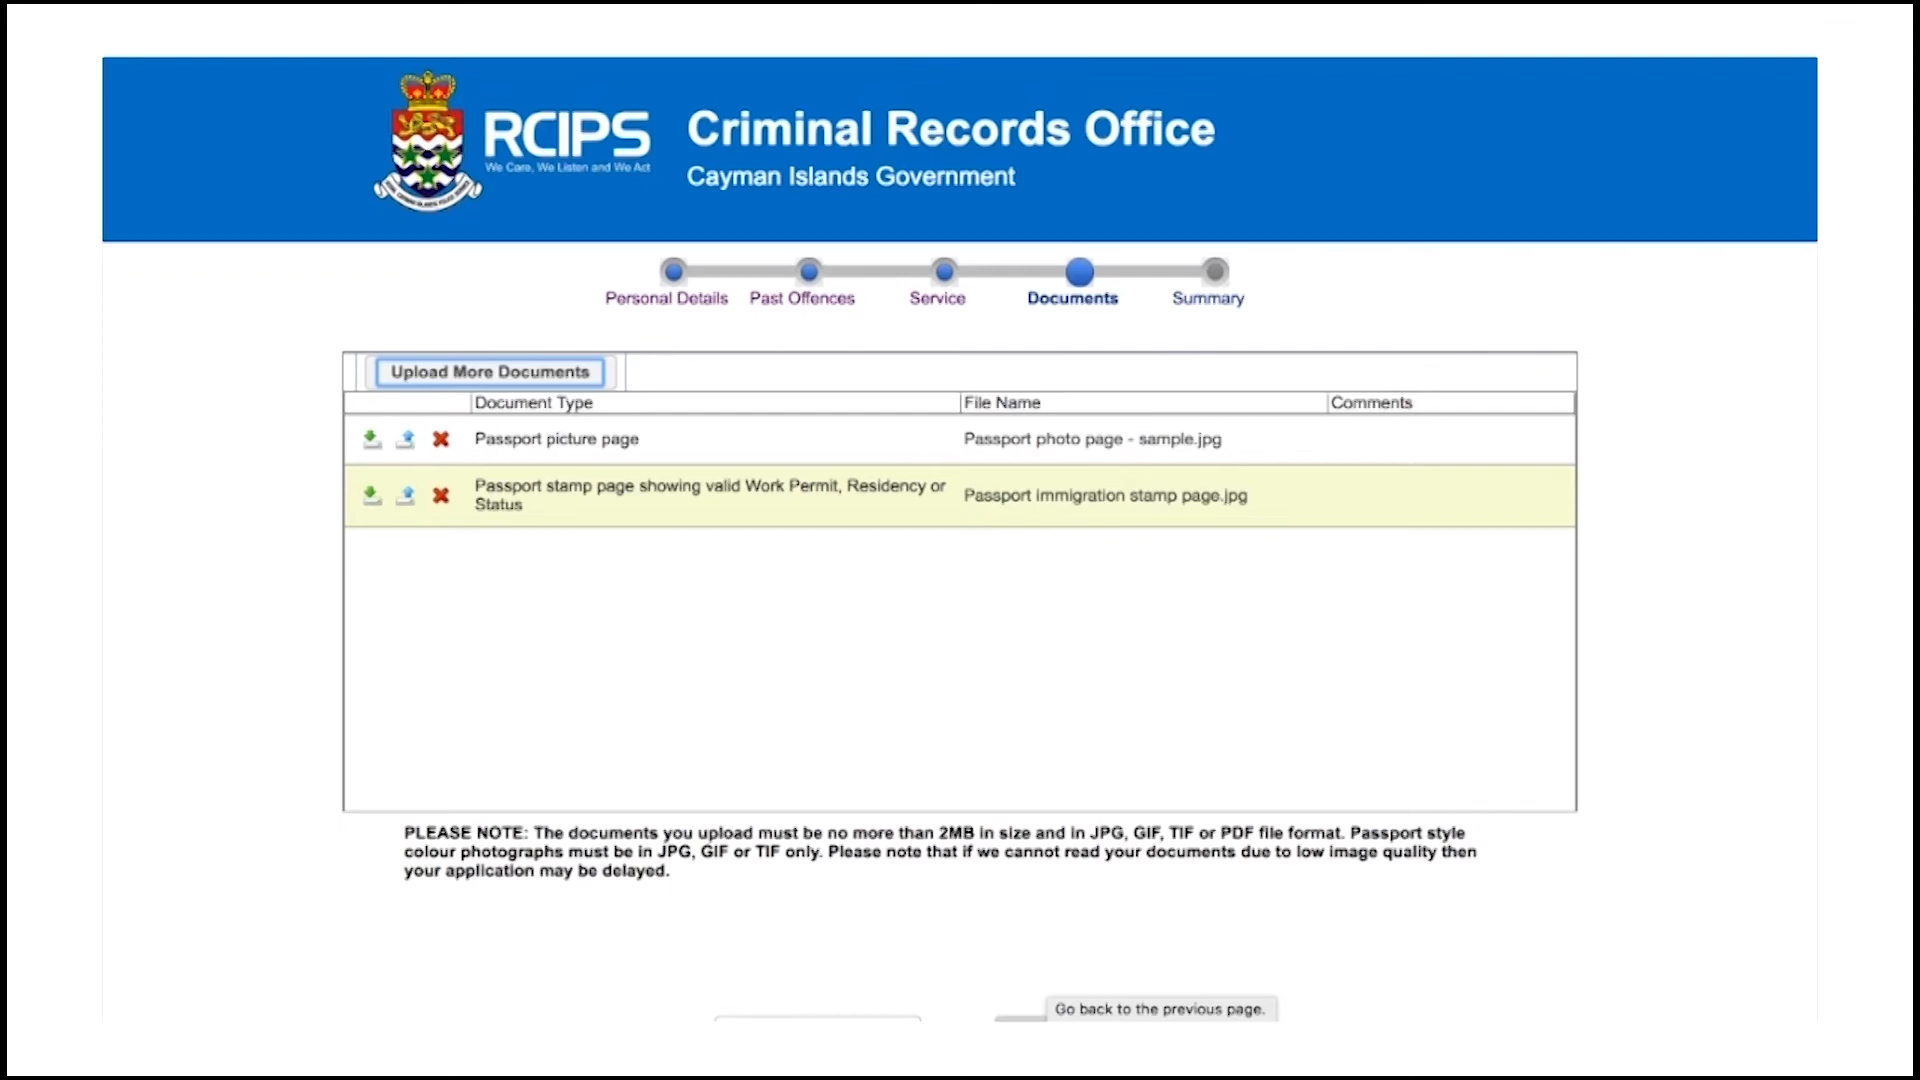 RCIPS
We Care, We Listen and We Act
Criminal Records Office
Cayman Islands Government
Personal Details
Past Offences
Service
Documents
Summary
Upload More Documents
Document Type
File Name
Comments
Passport picture page
Passport photo page - sample.jpg
Passport stamp page showing valid Work Permit, Residency or
Status
Passport immigration stamp page.jpg
PLEASE NOTE: The documents you upload must be no more than 2MB in size and in JPG, GIF, TIF or PDF file format. Passport style
colour photographs must be in JPG, GIF or TIF only. Please note that if we cannot read your documents due to low image quality then
your application may be delayed.
Go back to the previous page.